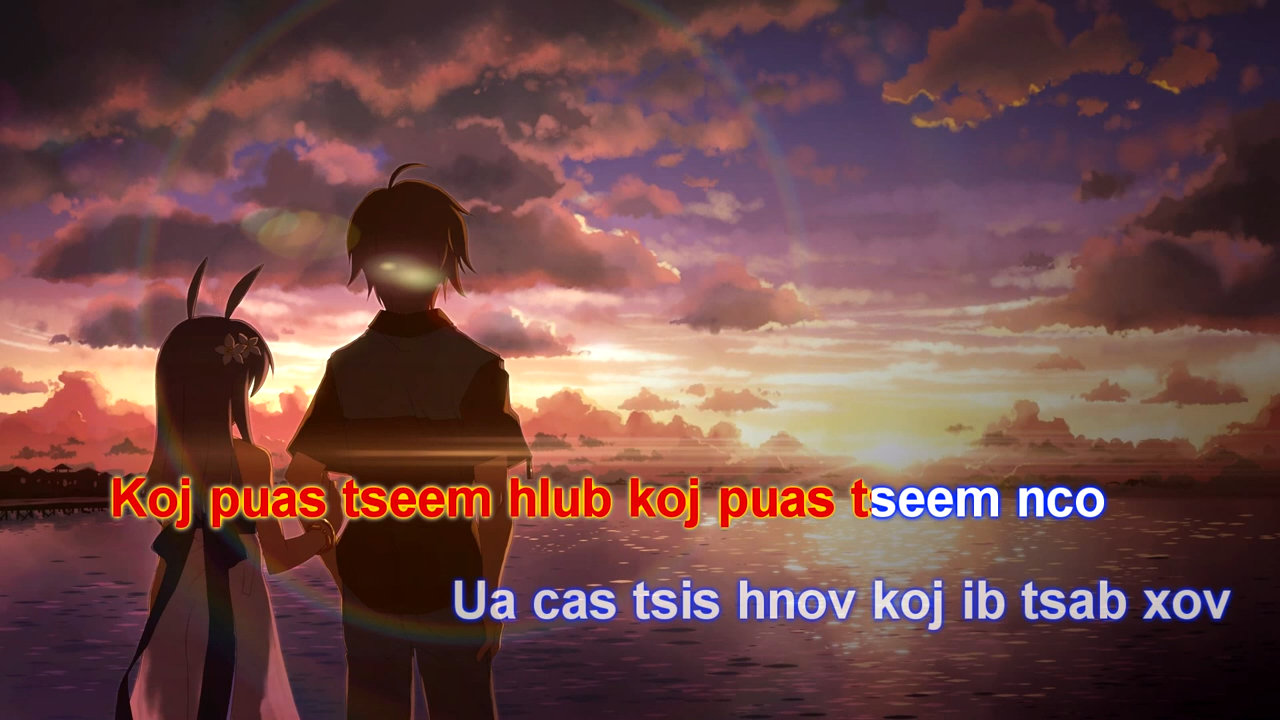 Koj puas tseem hlub koj puas tseem nco
Ua cas tsis hnov koj ib tsab xov